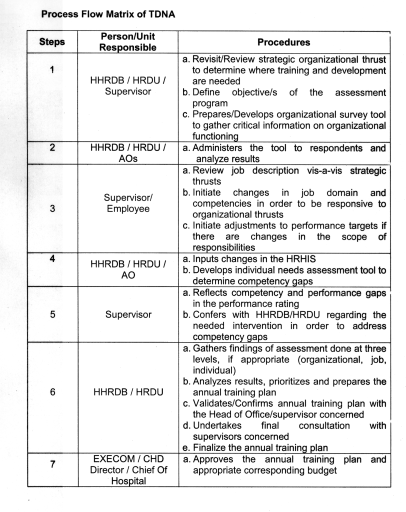 Process Flow Matrix of TDNA
Steps
Person/Unit
Responsible
Procedures
1
HHRDB / HRDU /
Supervisor
a. Revisit/Review strategic organizational thrust
to determine where training and development
are needed
b. Define objective/s of the assessment
program
c. Prepares/Develops organizational survey tool
to gather critical information on organizational
functioning
2
HHRDB / HRDU /
AOs
a. Administers the tool to respondents and
analyze results
3
Supervisor/
Employee
a. Review job description vis-a-vis strategic
thrusts
b. Initiate changes in job domain and
competencies in order to be responsive to
organizational thrusts
c. Initiate adjustments to performance targets if
there are changes in the scope of
responsibilities
4
HHRDB / HRDU /
AO
a. Inputs changes in the HRHIS
b. Develops individual needs assessment tool to
determine competency gaps
5
Supervisor
a. Reflects competency and performance gaps
in the performance rating
b. Confers with HHRDB/HRDU regarding the
needed intervention in order to address
competency gaps
6
HHRDB / HRDU
a. Gathers findings of assessment done at three
levels, if appropriate (organizational, job,
individual)
b. Analyzes results, prioritizes and prepares the
annual training plan
c. Validates/Confirms annual training plan with
the Head of Office/supervisor concerned
d. Undertakes final consultation with
supervisors concerned
e. Finalize the annual training plan
7
EXECOM / CHD
Director / Chief Of
Hospital
a. Approves the annual training plan and
appropriate corresponding budget